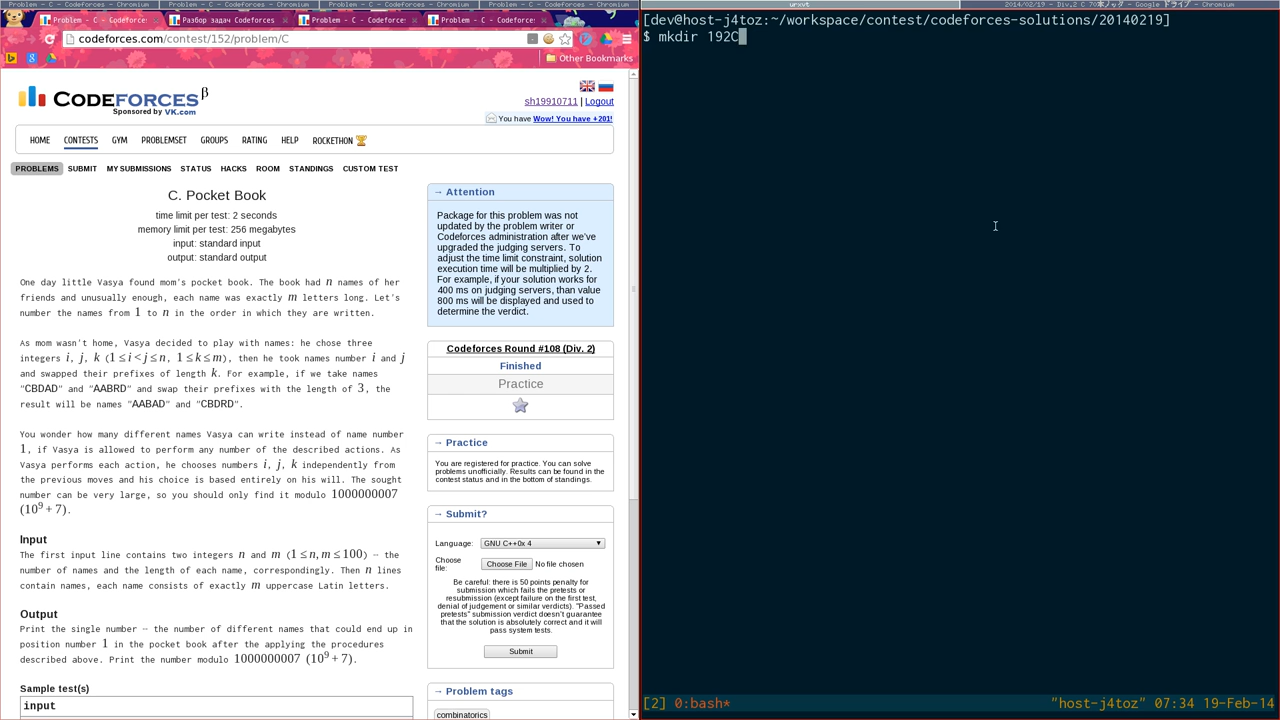 Problem - C - Codeforces - Chromium
Problem - C - Codeforces - Chromium
Problem - C - Codeforces - Chromium
Problem - C - Codeforces - Chromium
urxvt
2014/02/19 - Div.2 C 70本ノッダ - Google ドライブ - Chromium
Problem - C - Codeforces
Разбор задач Codeforces
Problem - C - Codeforces
Problem - C - Codeforces
codeforces.com/contest/152/problem/C
Other Bookmarks
CODEFORCES β
Sponsored by VK.com
sh19910711 | Logout
You have Wow! You have +201!
HOME CONTESTS GYM PROBLEMSET GROUPS RATING HELP ROCKETHON
PROBLEMS SUBMIT MY SUBMISSIONS STATUS HACKS ROOM STANDINGS CUSTOM TEST
C. Pocket Book
time limit per test: 2 seconds
memory limit per test: 256 megabytes
input: standard input
output: standard output
One day little Vasya found mom's pocket book. The book had n names of her
friends and unusually enough, each name was exactly m letters long. Let's
number the names from 1 to n in the order in which they are written.
As mom wasn't home, Vasya decided to play with names: he chose three
integers i, j, k (1 ≤ i < j ≤ n, 1 ≤ k ≤ m), then he took names number i and j
and swapped their prefixes of length k. For example, if we take names
"CBDAD" and "AABRD" and swap their prefixes with the length of 3, the
result will be names "AABAD" and "CBDRD".
You wonder how many different names Vasya can write instead of name number
1, if Vasya is allowed to perform any number of the described actions. As
Vasya performs each action, he chooses numbers i, j, k independently from
the previous moves and his choice is based entirely on his will. The sought
number can be very large, so you should only find it modulo 1000000007
(10⁹ + 7).
Input
The first input line contains two integers n and m (1 ≤ n, m ≤ 100) — the
number of names and the length of each name, correspondingly. Then n lines
contain names, each name consists of exactly m uppercase Latin letters.
Output
Print the single number — the number of different names that could end up in
position number 1 in the pocket book after the applying the procedures
described above. Print the number modulo 1000000007 (10⁹ + 7).
Sample test(s)
input
→ Attention
Package for this problem was not
updated by the problem writer or
Codeforces administration after we've
upgraded the judging servers. To
adjust the time limit constraint, solution
execution time will be multiplied by 2.
For example, if your solution works for
400 ms on judging servers, than value
800 ms will be displayed and used to
determine the verdict.
Codeforces Round #108 (Div. 2)
Finished
Practice
→ Practice
You are registered for practice. You can solve
problems unofficially. Results can be found in the
contest status and in the bottom of standings.
→ Submit?
Language: GNU C++0x 4
Choose
file: Choose File No file chosen
Be careful: there is 50 points penalty for
submission which fails the pretests or
resubmission (except failure on the first test,
denial of judgement or similar verdicts). "Passed
pretests" submission verdict doesn't guarantee
that the solution is absolutely correct and it will
pass system tests.
Submit
→ Problem tags
combinatorics
[dev@host-j4toz:~/workspace/contest/codeforces-solutions/20140219]
$ mkdir 192C
[2] 0:bash* "host-j4toz" 07:34 19-Feb-14